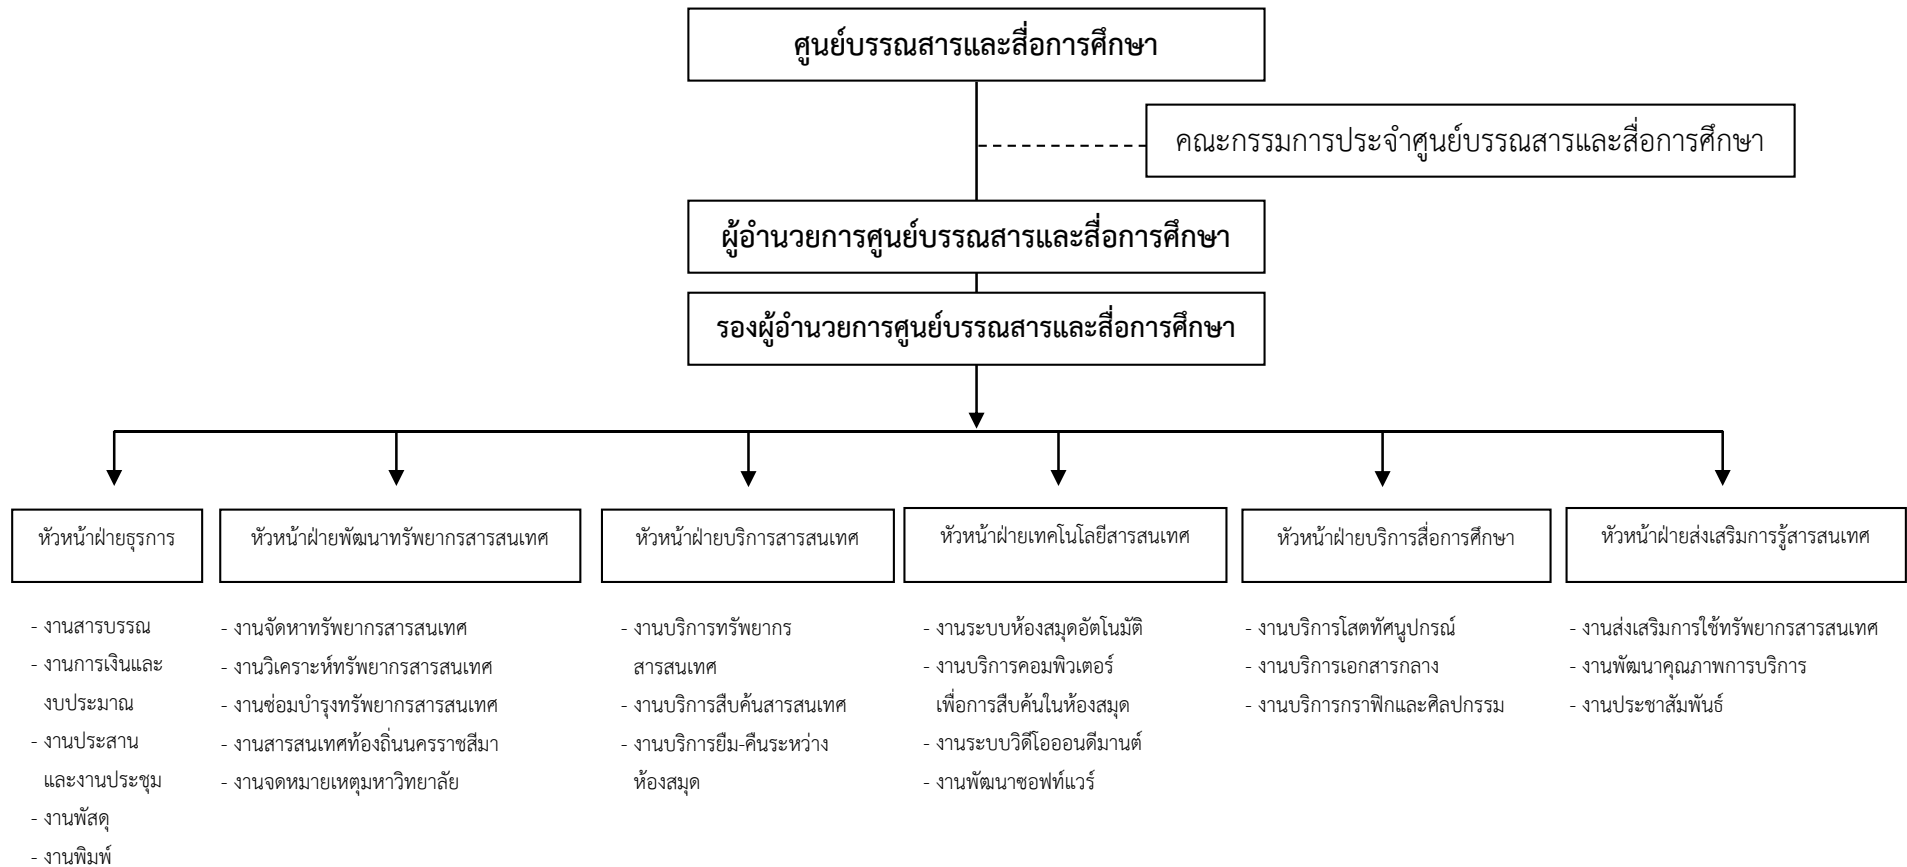 ศูนย์บรรณสารและสื่อการศึกษา
คณะกรรมการประจำศูนย์บรรณสารและสื่อการศึกษา
ผู้อำนวยการศูนย์บรรณสารและสื่อการศึกษา
รองผู้อำนวยการศูนย์บรรณสารและสื่อการศึกษา
หัวหน้าฝ่ายธุรการ
- งานสารบรรณ
- งานการเงินและ
งบประมาณ
- งานประสาน
และงานประชุม
- งานพัสดุ
- งานพิมพ์
หัวหน้าฝ่ายพัฒนาทรัพยากรสารสนเทศ
- งานจัดหาทรัพยากรสารสนเทศ
- งานวิเคราะห์ทรัพยากรสารสนเทศ
- งานซ่อมบำรุงทรัพยากรสารสนเทศ
- งานสารสนเทศท้องถิ่นนครราชสีมา
- งานจดหมายเหตุมหาวิทยาลัย
หัวหน้าฝ่ายบริการสารสนเทศ
- งานบริการทรัพยากร
สารสนเทศ
- งานบริการสืบค้นสารสนเทศ
- งานบริการยืม-คืนระหว่าง
ห้องสมุด
หัวหน้าฝ่ายเทคโนโลยีสารสนเทศ
- งานระบบห้องสมุดอัตโนมัติ
- งานบริการคอมพิวเตอร์
เพื่อการสืบค้นในห้องสมุด
- งานระบบวิดีโอออนดีมานต์
- งานพัฒนาซอฟท์แวร์
หัวหน้าฝ่ายบริการสื่อการศึกษา
- งานบริการโสตทัศนูปกรณ์
- งานบริการเอกสารกลาง
- งานบริการกราฟิกและศิลปกรรม
หัวหน้าฝ่ายส่งเสริมการรู้สารสนเทศ
- งานส่งเสริมการใช้ทรัพยากรสารสนเทศ
- งานพัฒนาคุณภาพการบริการ
- งานประชาสัมพันธ์